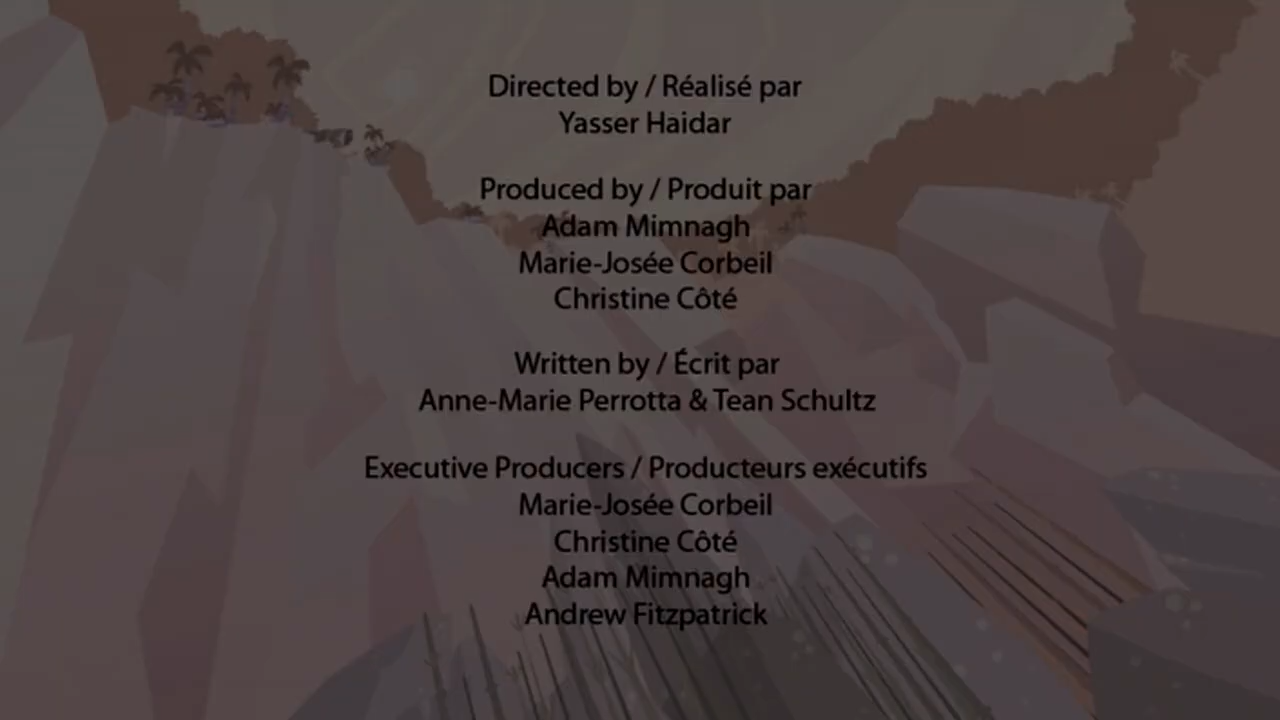 Directed by / Réalisé par
Yasser Haidar
Produced by / Produit par
Adam Mimnagh
Marie-Josée Corbeil
Christine Côté
Written by / Écrit par
Anne-Marie Perrotta & Tean Schultz
Executive Producers / Producteurs exécutifs
Marie-Josée Corbeil
Christine Côté
Adam Mimnagh
Andrew Fitzpatrick